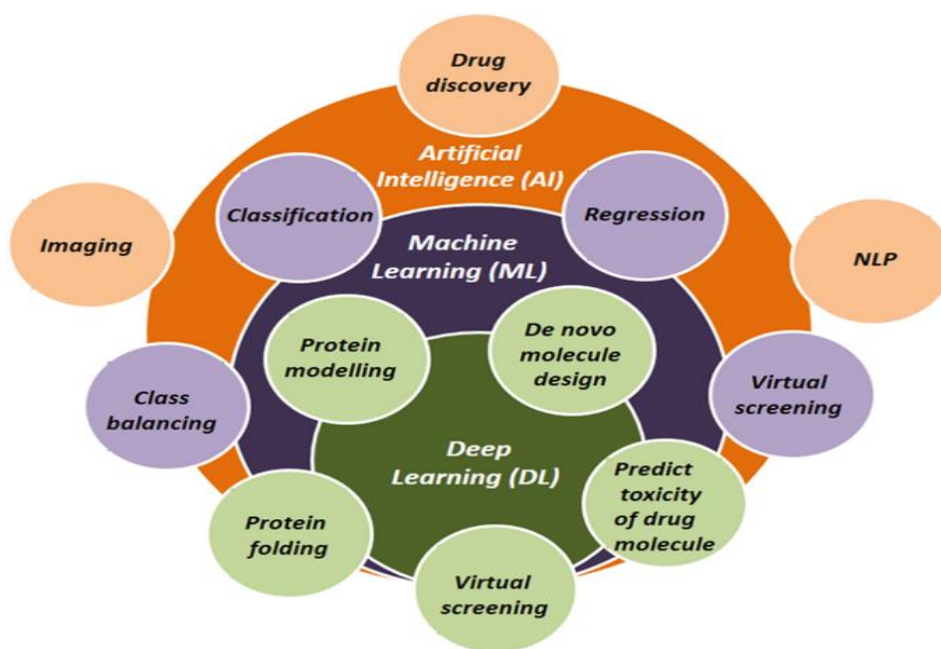 Drug
discovery
Artificial
Intelligence (AI)
Classification
Regression
Imaging
Machine
Learning (ML)
NLP
Protein
modelling
De novo
molecule
design
Class
balancing
Virtual
screening
Deep
Learning (DL)
Predict
toxicity
of drug
molecule
Protein
folding
Virtual
screening